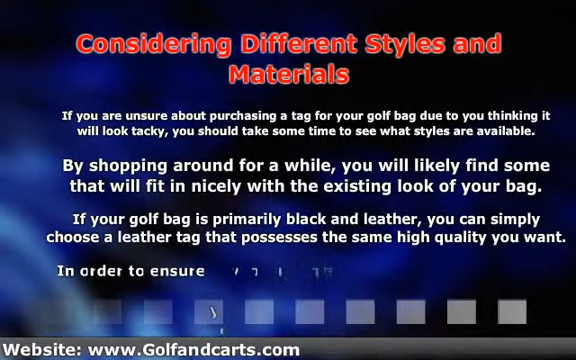 Considering Different Styles and
Materials
If you are unsure about purchasing a tag for your golf bag due to you thinking it
will look tacky, you should take some time to see what styles are available.
By shopping around for a while, you will likely find some
that will fit in nicely with the existing look of your bag.
If your golf bag is primarily black and leather, you can simply
choose a leather tag that possesses the same high quality you want.
In order to ensure
Website: www.Golfandcarts.com